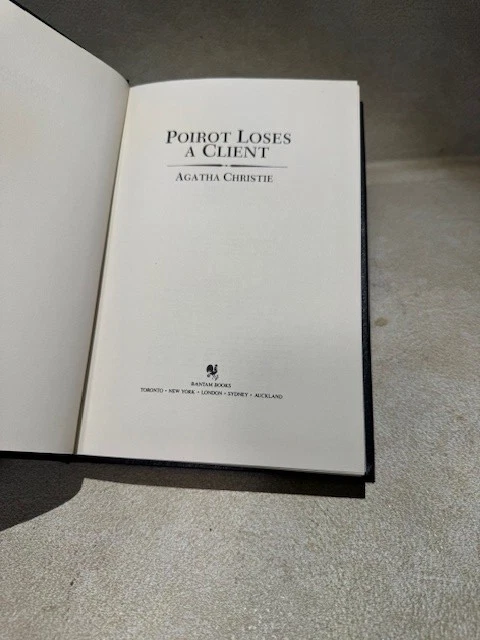 POIROT LOSES
A CLIENT
AGATHA CHRISTIE
BANTAM BOOKS
TORONTO • NEW YORK • LONDON • SYDNEY • AUCKLAND